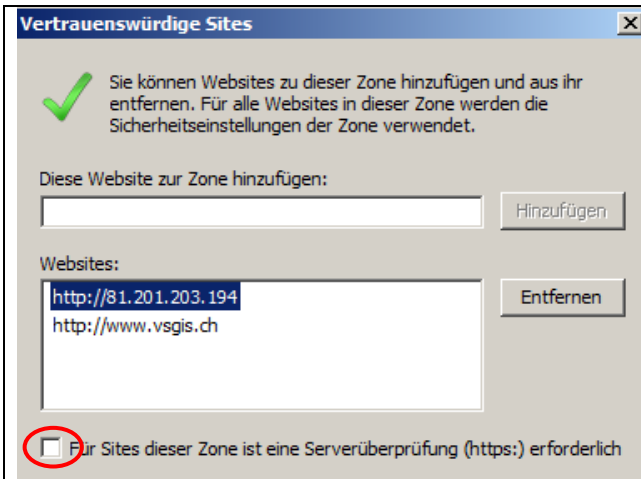 Vertrauenswürdige Sites
Sie können Websites zu dieser Zone hinzufügen und aus ihr
entfernen. Für alle Websites in dieser Zone werden die
Sicherheitseinstellungen der Zone verwendet.
Diese Website zur Zone hinzufügen:
Hinzufügen
Websites:
http://81.201.203.194
http://www.vsgis.ch
Entfernen
Für Sites dieser Zone ist eine Serverüberprüfung (https:) erforderlich